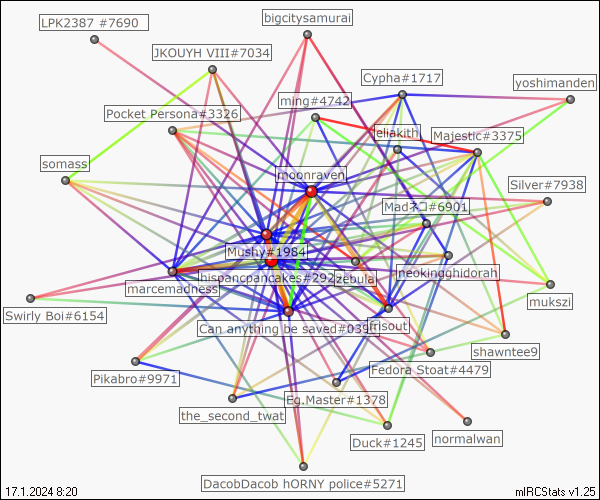 bigcitysamurai
LPK2387 #7690
JKOUYH VIII#7034
Cypha#1717
yoshimanden
ming#4742
Pocket Persona#3326
eliakith
Majestic#3375
somass
moonraven
Silver#7938
Madネコ#6901
Mushy#1984
hispancpancakes#292
zebulai
neokingghidorah
marcemadness
mukszi
Swirly Boi#6154
Can anything be saved#039
frisout
shawntee9
Fedora Stoat#4479
Pikabro#9971
Eg.Master#1378
the_second_twat
Duck#1245
normalwan
DacobDacob hORNY police#5271
17.1.2024 8:20
mIRCStats v1.25